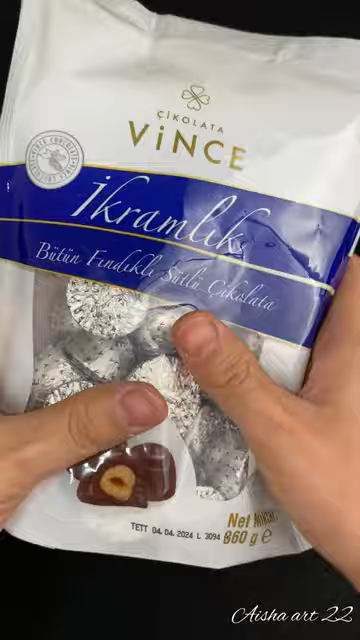 ÇİKOLATA
VİNCE
İkramlık
Bütün Fındıklı Sütlü Çikolata
TETT 04.04.2024 L 3094
Net
860 g e
Aisha art 22